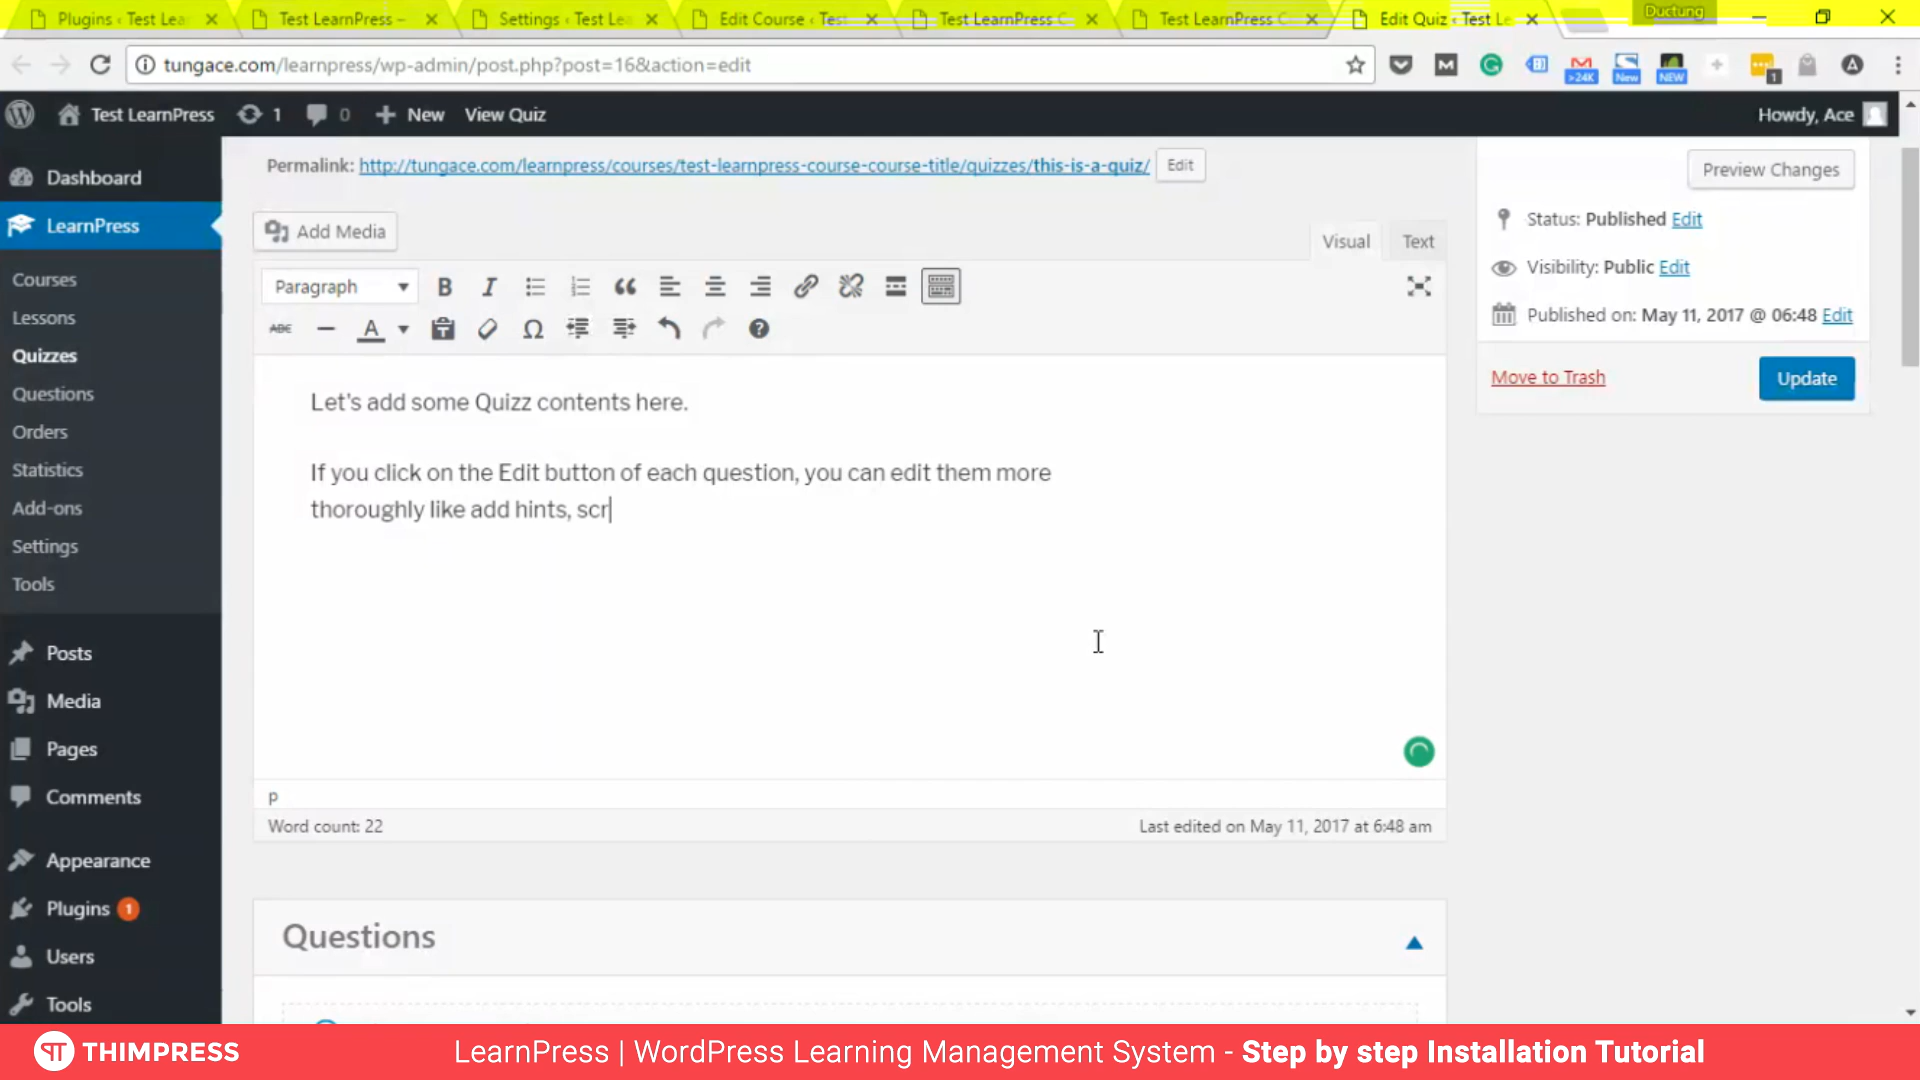 Plugins ‹ Test Lea
Test LearnPress –
Settings ‹ Test Lea
Edit Course ‹ Test
Test LearnPress C
Test LearnPress C
Edit Quiz ‹ Test Le
Ductung
tungace.com/learnpress/wp-admin/post.php?post=16&action=edit
>24K
New
NEW
1
Test LearnPress
1
0
New
View Quiz
Howdy, Ace
Dashboard
LearnPress
Courses
Lessons
Quizzes
Questions
Orders
Statistics
Add-ons
Settings
Tools
Posts
Media
Pages
Comments
Appearance
Plugins 1
Users
Tools
Permalink: http://tungace.com/learnpress/courses/test-learnpress-course-course-title/quizzes/this-is-a-quiz/ Edit
Add Media
Visual
Text
Paragraph
B
I
ABC
A
Let's add some Quizz contents here.
If you click on the Edit button of each question, you can edit them more
thoroughly like add hints, scr
p
Word count: 22
Last edited on May 11, 2017 at 6:48 am
Questions
Preview Changes
Status: Published Edit
Visibility: Public Edit
Published on: May 11, 2017 @ 06:48 Edit
Move to Trash
Update
THIMPRESS
LearnPress | WordPress Learning Management System - Step by step Installation Tutorial